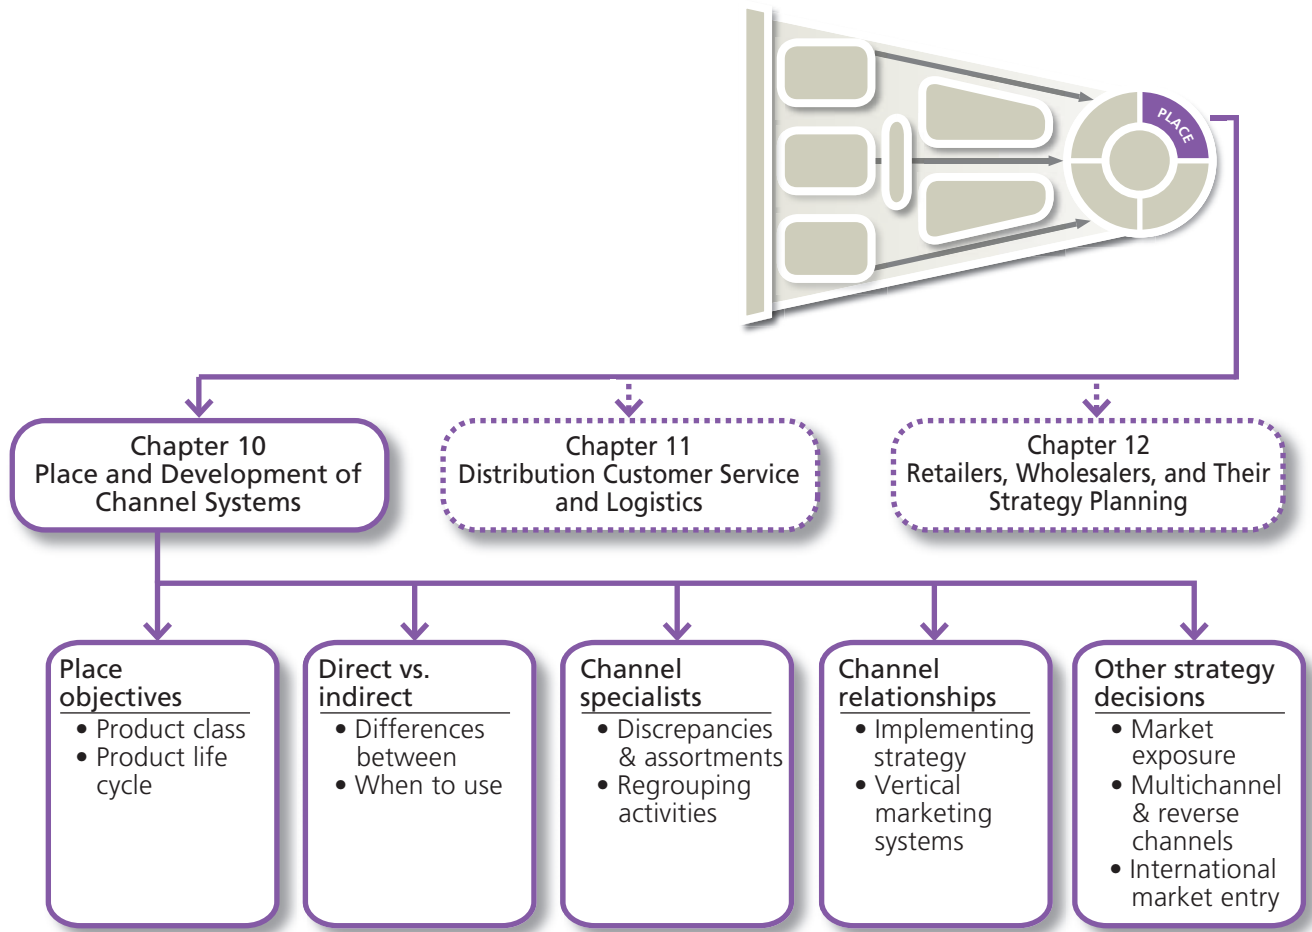 PLACE
Chapter 10
Place and Development of
Channel Systems
Chapter 11
Distribution Customer Service
and Logistics
Chapter 12
Retailers, Wholesalers, and Their
Strategy Planning
Place
objectives
• Product class
• Product life
cycle
Direct vs.
indirect
• Differences
between
• When to use
Channel
specialists
• Discrepancies
& assortments
• Regrouping
activities
Channel
relationships
• Implementing
strategy
• Vertical
marketing
systems
Other strategy
decisions
• Market
exposure
• Multichannel
& reverse
channels
• International
market entry